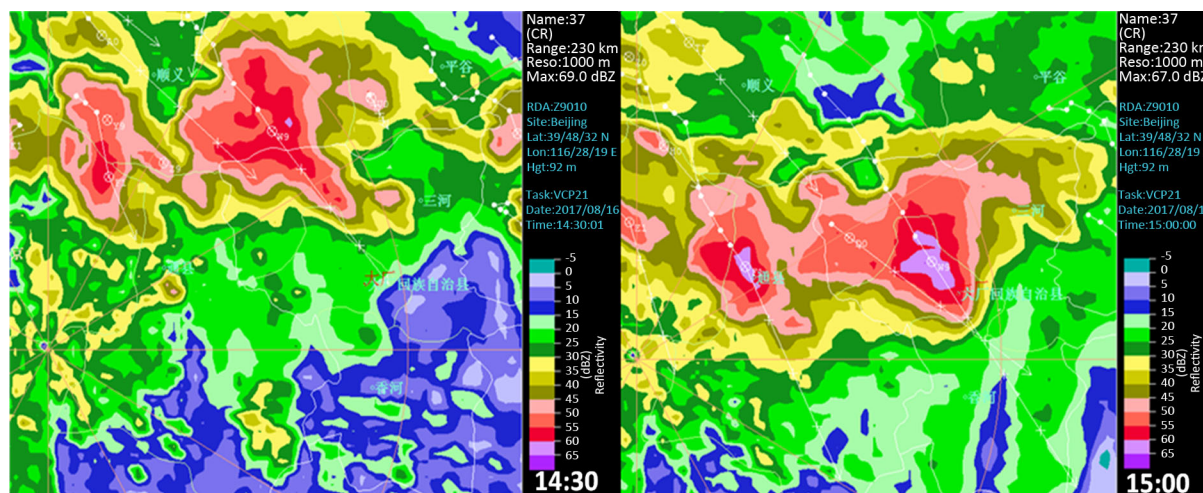 Name:37
(CR)
Range:230 km
Reso:1000 m
Max:69.0 dBZ
RDA:Z9010
Site:Beijing
Lat:39/48/32 N
Lon:116/28/19 E
Hgt:92 m
Task:VCP21
Date:2017/08/16
Time:14:30:01
-5
0
5
10
15
20
25
30
35
40
45
50
55
60
65
Reflectivity
(dBZ)
14:30
顺义
平谷
三河
大厂
回族自治县
香河
W9
Name:37
(CR)
Range:230 km
Reso:1000 m
Max:67.0 dBZ
RDA:Z9010
Site:Beijing
Lat:39/48/32 N
Lon:116/28/19 E
Hgt:92 m
Task:VCP21
Date:2017/08/1
Time:15:00:00
-5
0
5
10
15
20
25
30
35
40
45
50
55
60
65
Reflectivity
(dBZ)
15:00
顺义
平谷
三河
大厂回族自治县
香河